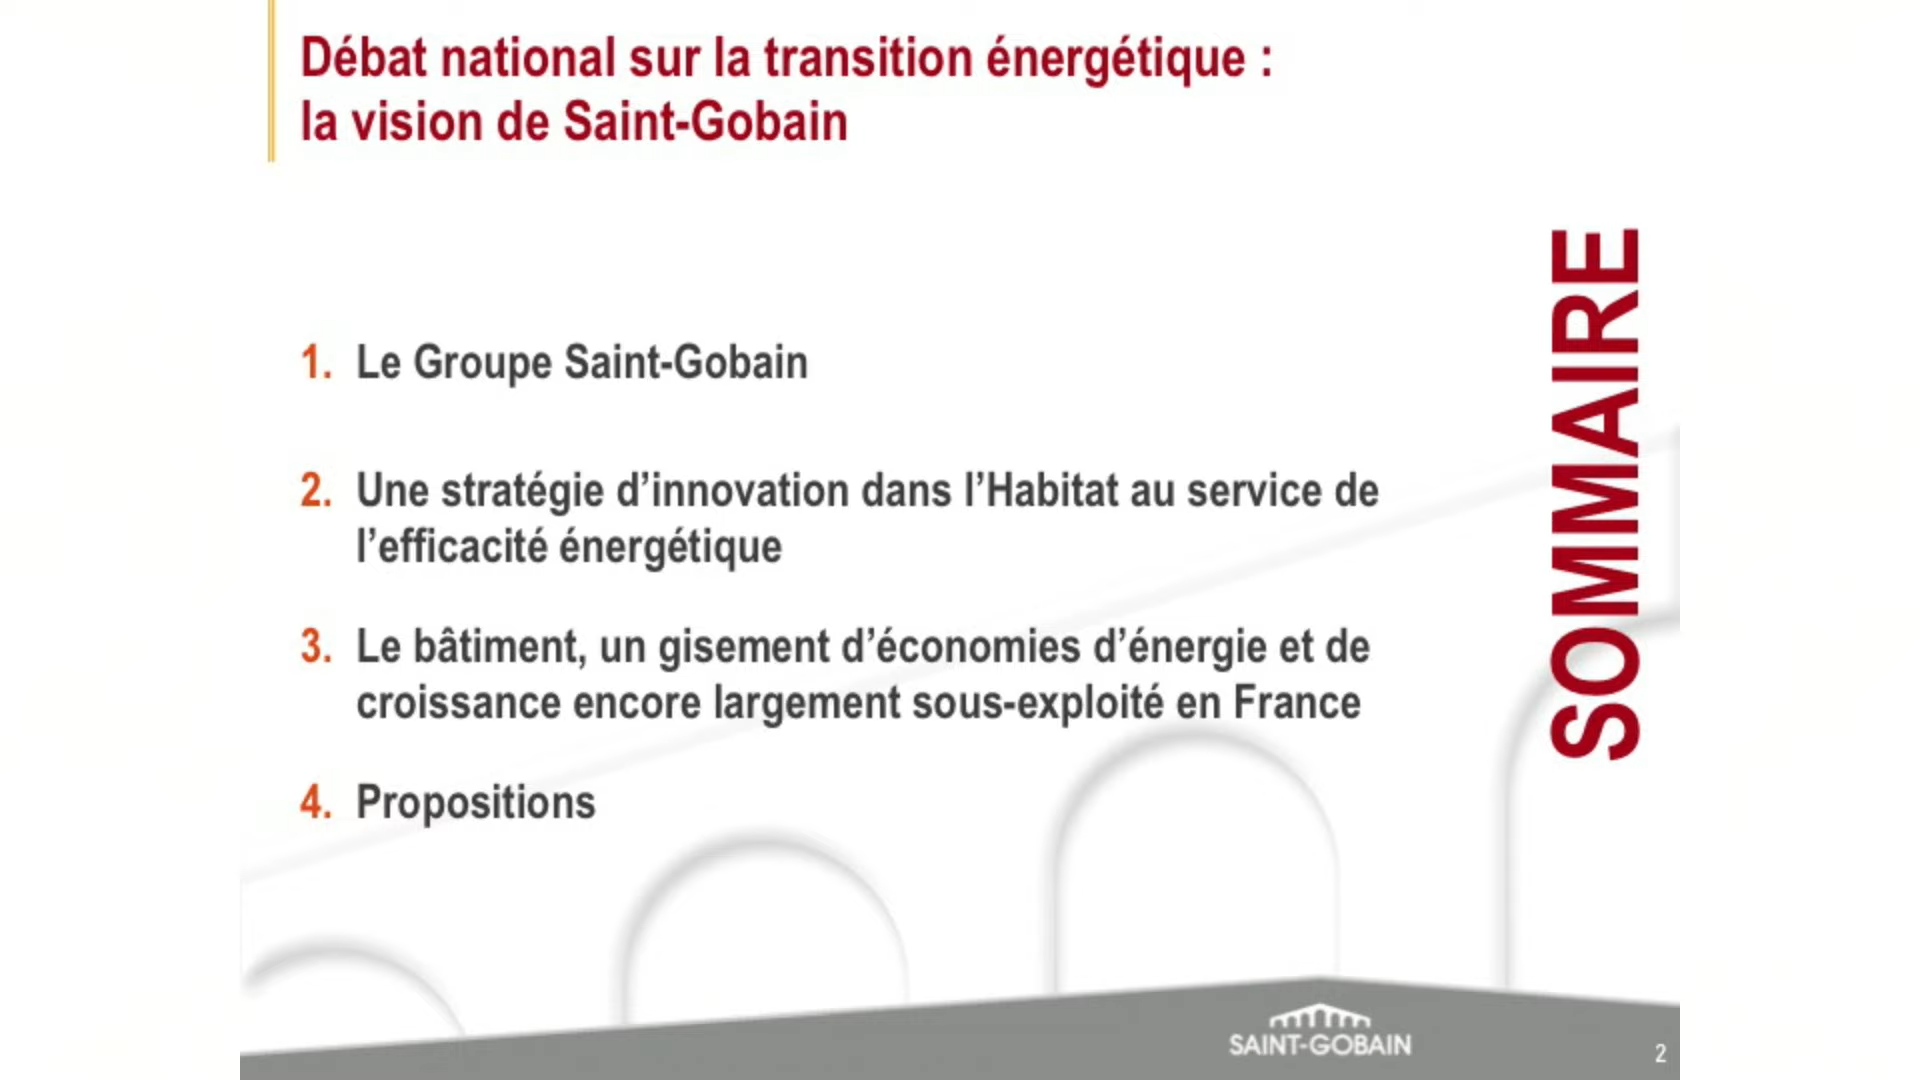 Débat national sur la transition énergétique :
la vision de Saint-Gobain
SOMMAIRE
1. Le Groupe Saint-Gobain
2. Une stratégie d’innovation dans l’Habitat au service de
l’efficacité énergétique
3. Le bâtiment, un gisement d’économies d’énergie et de
croissance encore largement sous-exploité en France
4. Propositions
SAINT-GOBAIN
2